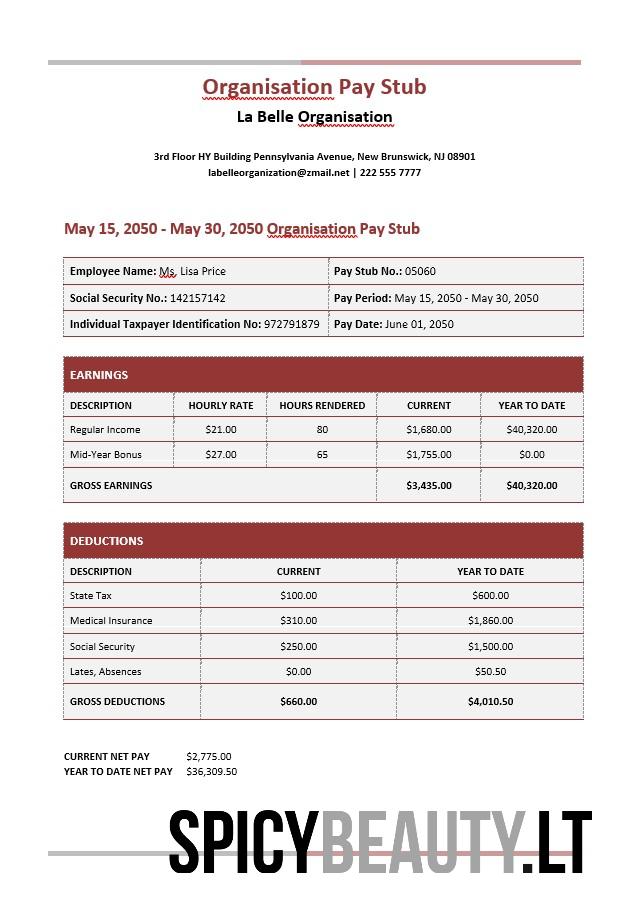 Organisation Pay Stub
La Belle Organisation
3rd Floor HY Building Pennsylvania Avenue, New Brunswick, NJ 08901
labelleorganization@zmail.net | 222 555 7777
May 15, 2050 - May 30, 2050 Organisation Pay Stub
Employee Name: Ms. Lisa Price Pay Stub No.: 05060
Social Security No.: 142157142 Pay Period: May 15, 2050 - May 30, 2050
Individual Taxpayer Identification No: 972791879 Pay Date: June 01, 2050
EARNINGS
DESCRIPTION HOURLY RATE HOURS RENDERED CURRENT YEAR TO DATE
Regular Income $21.00 80 $1,680.00 $40,320.00
Mid-Year Bonus $27.00 65 $1,755.00 $0.00
GROSS EARNINGS $3,435.00 $40,320.00
DEDUCTIONS
DESCRIPTION CURRENT YEAR TO DATE
State Tax $100.00 $600.00
Medical Insurance $310.00 $1,860.00
Social Security $250.00 $1,500.00
Lates, Absences $0.00 $50.50
GROSS DEDUCTIONS $660.00 $4,010.50
CURRENT NET PAY $2,775.00
YEAR TO DATE NET PAY $36,309.50
SPICYBEAUTY.LT